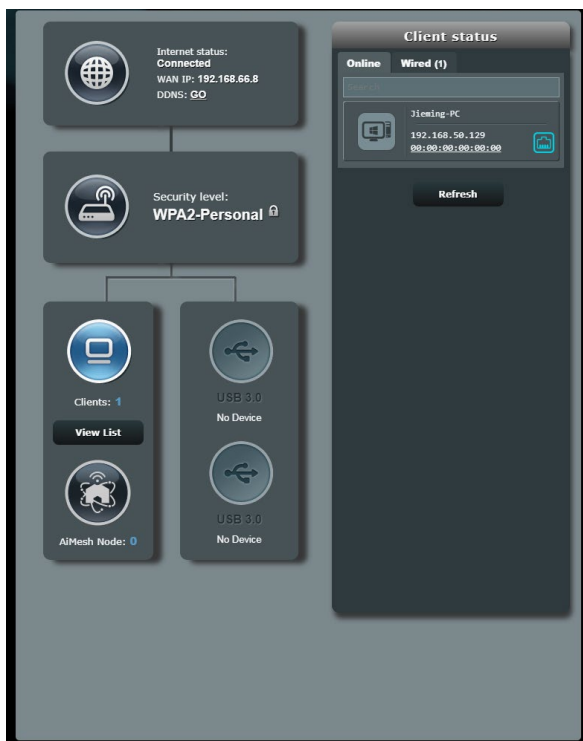 Internet status:
Connected
WAN IP: 192.168.66.8
DDNS: GO
Security level:
WPA2-Personal
Clients: 1
View List
AiMesh Node: 0
USB 3.0
No Device
USB 3.0
No Device
Client status
Online Wired (1)
Search
Jieming-PC
192.168.50.129
00:00:00:00:00:00
Refresh